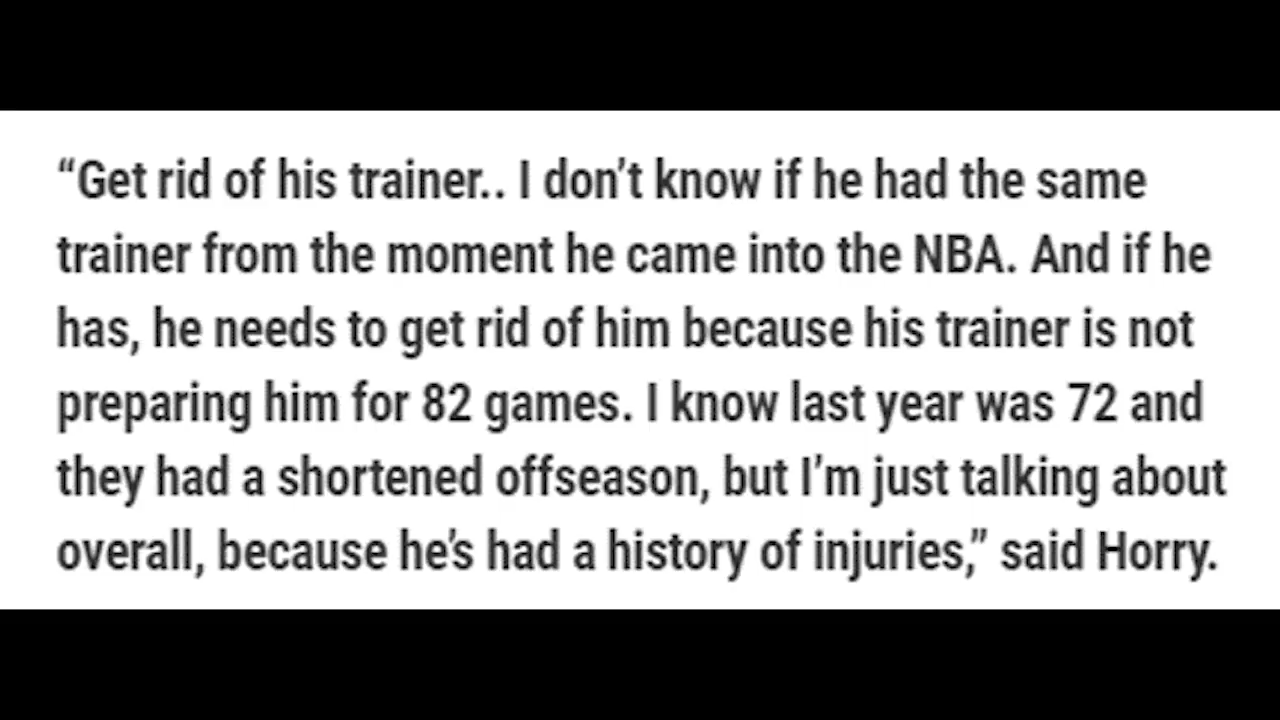 “Get rid of his trainer.. I don’t know if he had the same
trainer from the moment he came into the NBA. And if he
has, he needs to get rid of him because his trainer is not
preparing him for 82 games. I know last year was 72 and
they had a shortened offseason, but I’m just talking about
overall, because he’s had a history of injuries,” said Horry.